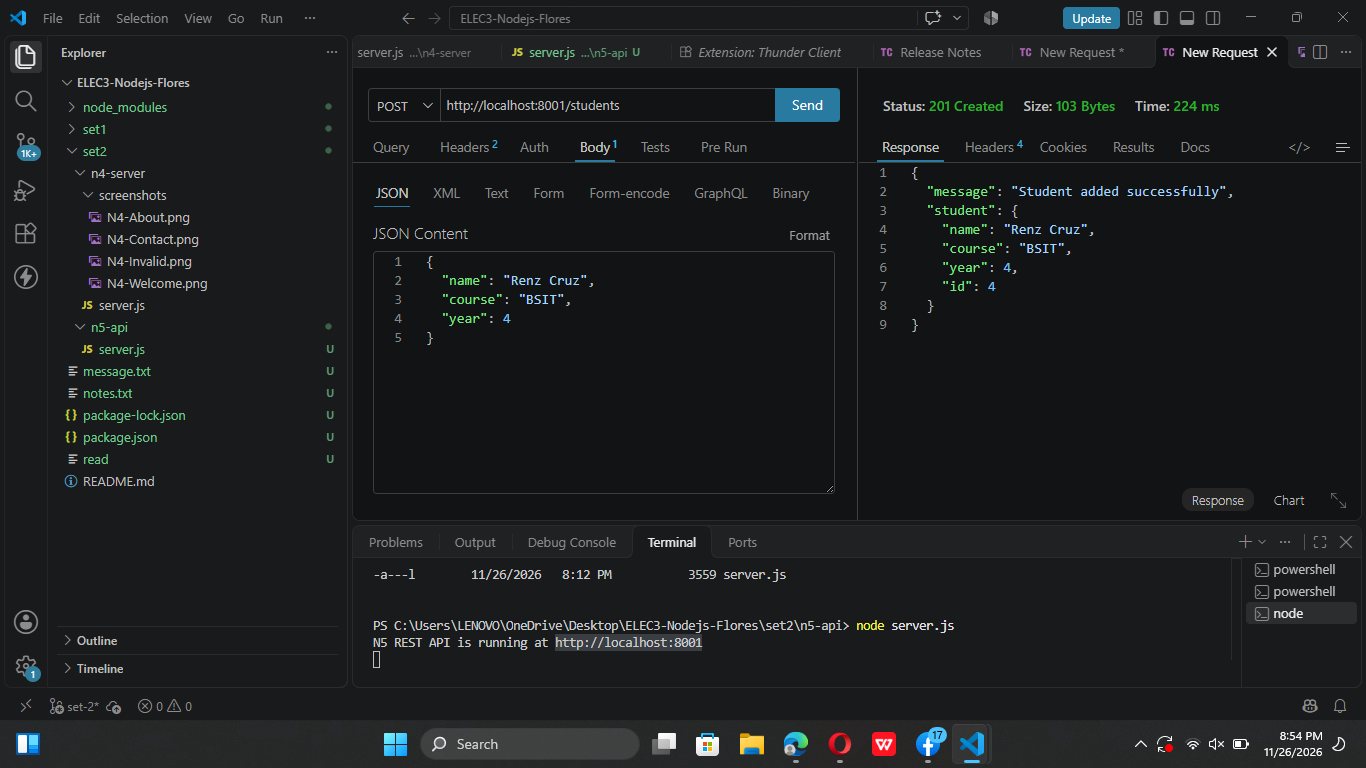 File Edit Selection View Go Run ··· ELEC3-Nodejs-Flores Update
Explorer ···
ELEC3-Nodejs-Flores
node_modules
set1
set2
n4-server
screenshots
N4-About.png
N4-Contact.png
N4-Invalid.png
N4-Welcome.png
JS server.js
n5-api
JS server.js U
message.txt U
notes.txt U
{} package-lock.json U
{} package.json U
read U
README.md
Outline
Timeline
1K+
1
server.js ...\n4-server JS server.js ...\n5-api U Extension: Thunder Client TC Release Notes TC New Request * TC New Request
POST http://localhost:8001/students Send
Query Headers 2 Auth Body 1 Tests Pre Run
JSON XML Text Form Form-encode GraphQL Binary
JSON Content Format
1 {
2 "name": "Renz Cruz",
3 "course": "BSIT",
4 "year": 4
5 }
Status: 201 Created Size: 103 Bytes Time: 224 ms
Response Headers 4 Cookies Results Docs </>
1 {
2 "message": "Student added successfully",
3 "student": {
4 "name": "Renz Cruz",
5 "course": "BSIT",
6 "year": 4,
7 "id": 4
8 }
9 }
Response Chart
Problems Output Debug Console Terminal Ports
-a---l 11/26/2026 8:12 PM 3559 server.js
PS C:\Users\LENOVO\OneDrive\Desktop\ELEC3-Nodejs-Flores\set2\n5-api> node server.js
N5 REST API is running at http://localhost:8001
powershell
powershell
node
set-2* 0 0
Search 17 8:54 PM
11/26/2026